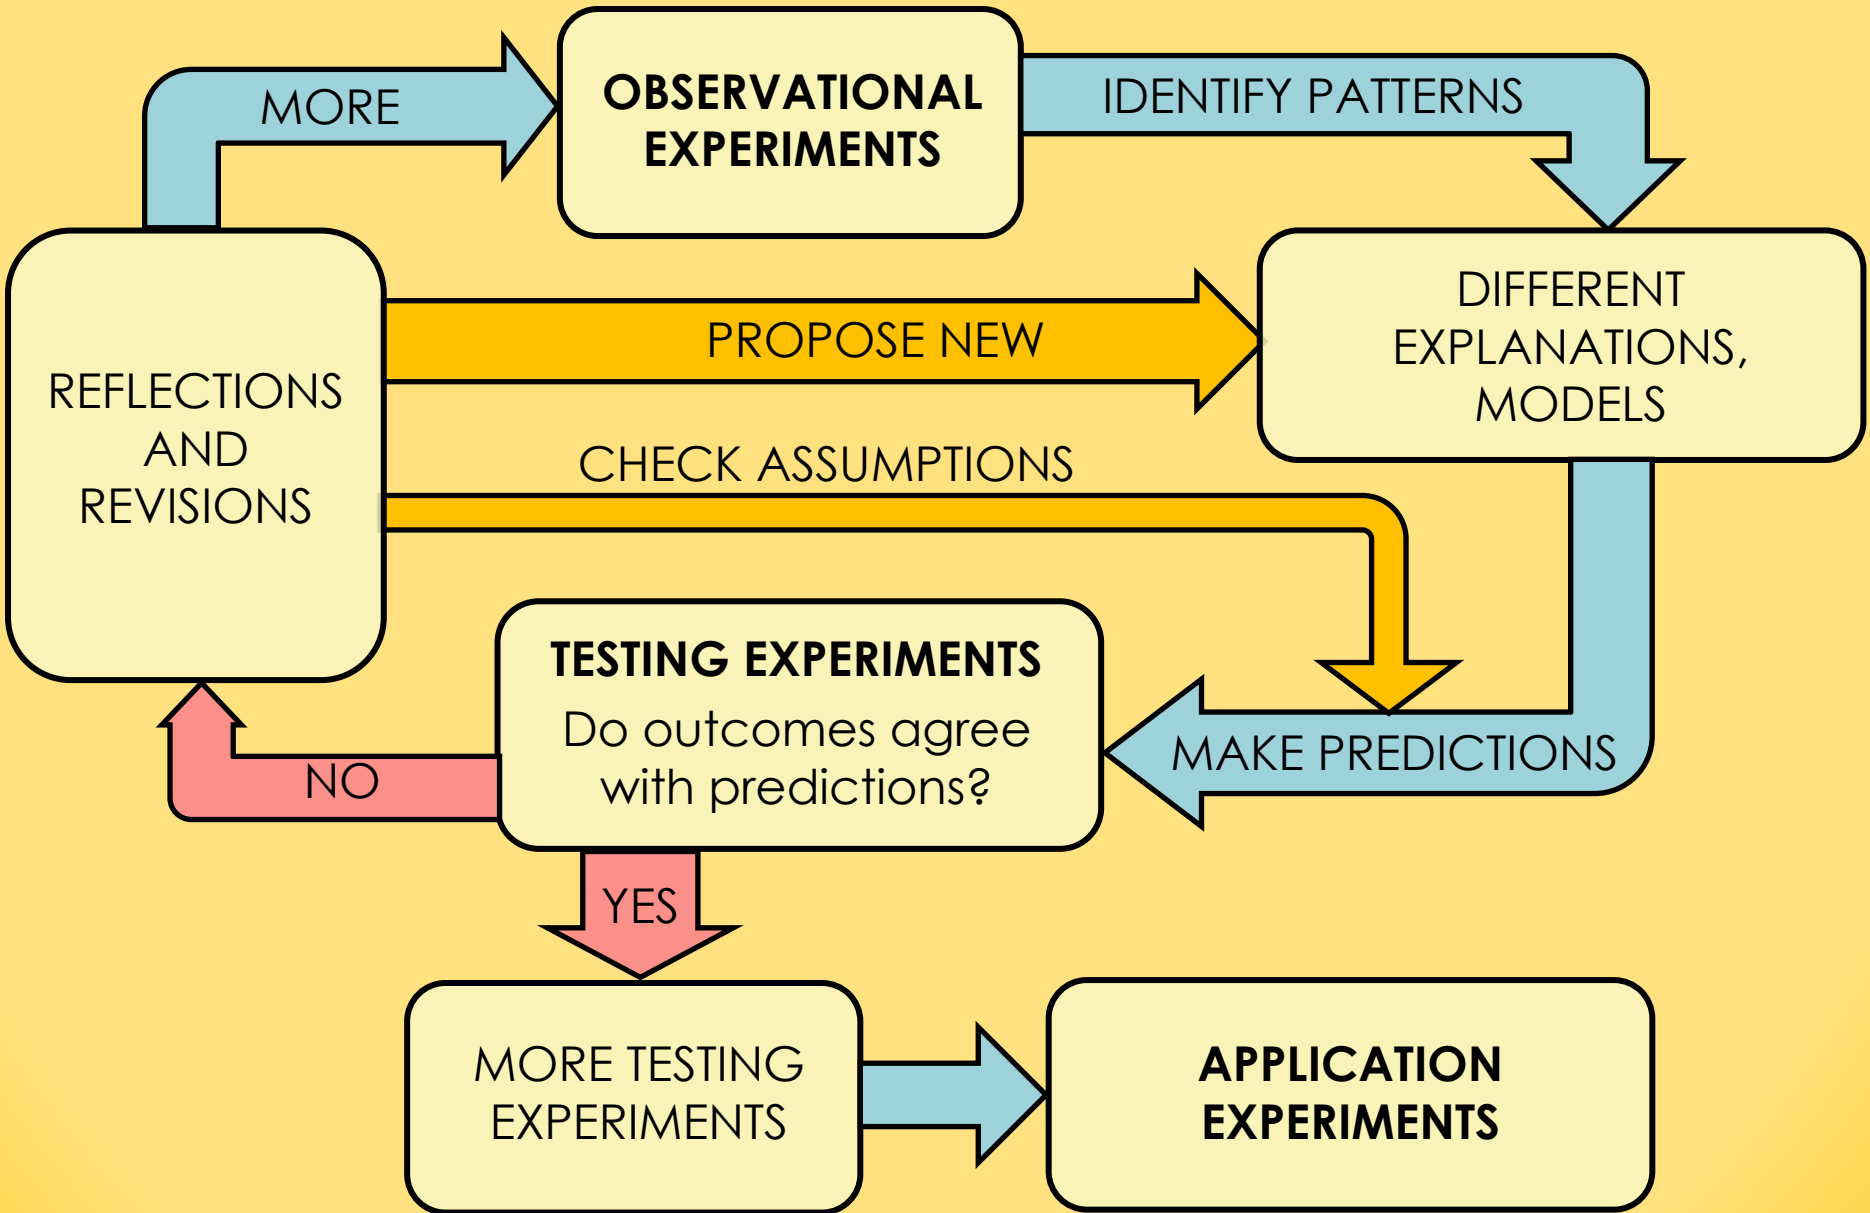 MORE
OBSERVATIONAL
EXPERIMENTS
IDENTIFY PATTERNS
DIFFERENT
EXPLANATIONS,
MODELS
PROPOSE NEW
REFLECTIONS
AND
REVISIONS
CHECK ASSUMPTIONS
TESTING EXPERIMENTS
Do outcomes agree
with predictions?
MAKE PREDICTIONS
NO
YES
MORE TESTING
EXPERIMENTS
APPLICATION
EXPERIMENTS